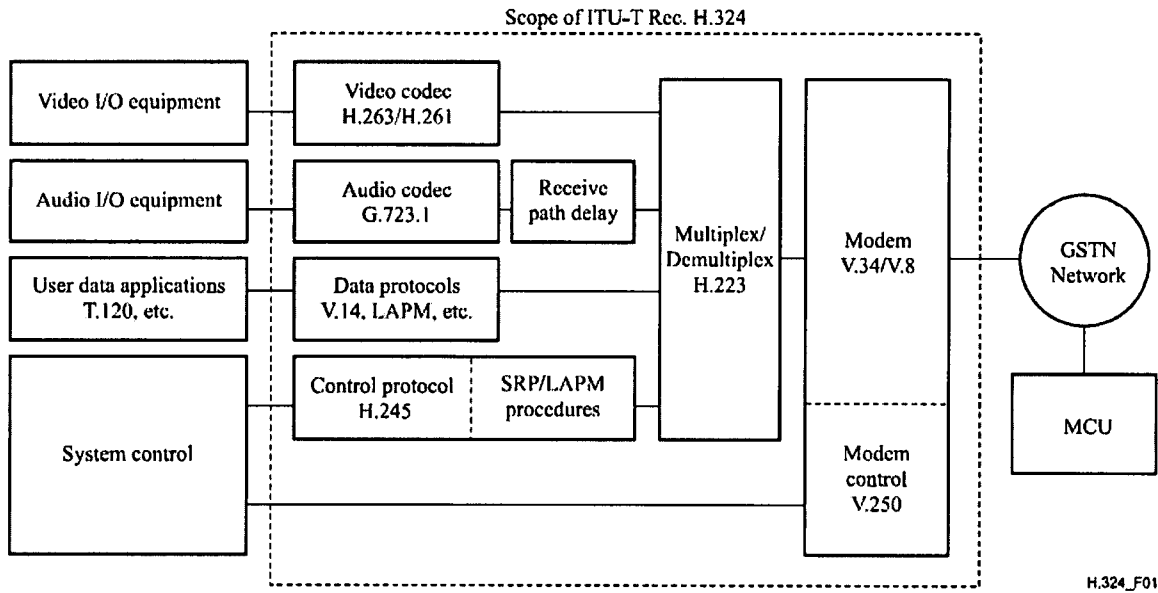 Scope of ITU-T Rec. H.324
Video I/O equipment
Video codec
H.263/H.261
Audio I/O equipment
Audio codec
G.723.1
Receive
path delay
User data applications
T.120, etc.
Data protocols
V.14, LAPM, etc.
System control
Control protocol
H.245
SRP/LAPM
procedures
Multiplex/
Demultiplex
H.223
Modem
V.34/V.8
Modem
control
V.250
GSTN
Network
MCU
H.324_F01